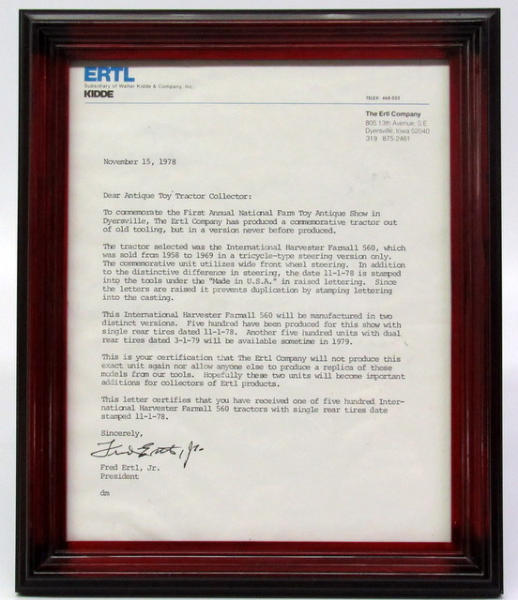 ERTL
Subsidiary of Walter Kidde & Company, Inc.
KIDDE
The Ertl Company
805 13th Avenue, S.E.
Dyersville, Iowa 52040
319 875-2461
November 15, 1978
Dear Antique Toy Tractor Collector:
To commemorate the First Annual National Farm Toy Antique Show in
Dyersville, The Ertl Company has produced a commemorative tractor out
of old tooling, but in a version never before produced.
The tractor selected was the International Harvester Farmall 560, which
was sold from 1958 to 1969 in a tricycle-type steering version only.
The commemorative unit utilizes wide front wheel steering. In addition
to the distinctive difference in steering, the date 11-1-78 is stamped
into the tools under the "Made in U.S.A." in raised lettering. Since
the letters are raised it prevents duplication by stamping lettering
into the casting.
This International Harvester Farmall 560 will be manufactured in two
distinct versions. Five hundred have been produced for this show with
single rear tires dated 11-1-78. Another five hundred units with dual
rear tires dated 3-1-79 will be available sometime in 1979.
This is your certification that The Ertl Company will not produce this
exact unit again nor allow anyone else to produce a replica of these
models from our tools. Hopefully these two units will become important
additions for collectors of Ertl products.
This letter certifies that you have received one of five hundred Inter-
national Harvester Farmall 560 tractors with single rear tires date
stamped 11-1-78.
Sincerely,
Fred Ertl, Jr.
Fred Ertl, Jr.
President
dm